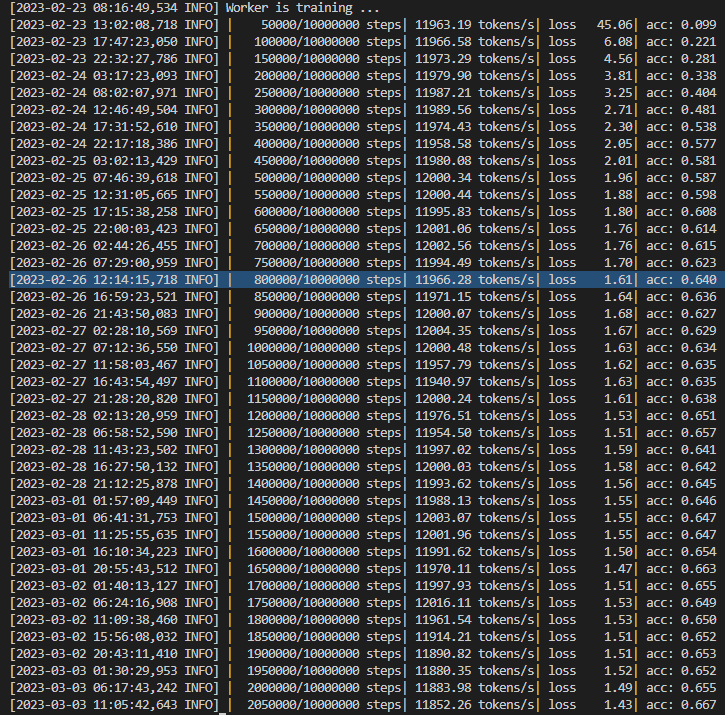 [2023-02-23 08:16:49,534 INFO] Worker is training ...
[2023-02-23 13:02:08,718 INFO] |    50000/10000000 steps| 11963.19 tokens/s| loss   45.06| acc: 0.099
[2023-02-23 17:47:23,050 INFO] |   100000/10000000 steps| 11966.58 tokens/s| loss    6.08| acc: 0.221
[2023-02-23 22:32:27,786 INFO] |   150000/10000000 steps| 11973.29 tokens/s| loss    4.56| acc: 0.281
[2023-02-24 03:17:23,093 INFO] |   200000/10000000 steps| 11979.90 tokens/s| loss    3.81| acc: 0.338
[2023-02-24 08:02:07,971 INFO] |   250000/10000000 steps| 11987.21 tokens/s| loss    3.25| acc: 0.404
[2023-02-24 12:46:49,504 INFO] |   300000/10000000 steps| 11989.56 tokens/s| loss    2.71| acc: 0.481
[2023-02-24 17:31:52,610 INFO] |   350000/10000000 steps| 11974.43 tokens/s| loss    2.30| acc: 0.538
[2023-02-24 22:17:18,386 INFO] |   400000/10000000 steps| 11958.58 tokens/s| loss    2.05| acc: 0.577
[2023-02-25 03:02:13,429 INFO] |   450000/10000000 steps| 11980.08 tokens/s| loss    2.01| acc: 0.581
[2023-02-25 07:46:39,618 INFO] |   500000/10000000 steps| 12000.34 tokens/s| loss    1.96| acc: 0.587
[2023-02-25 12:31:05,665 INFO] |   550000/10000000 steps| 12000.44 tokens/s| loss    1.88| acc: 0.598
[2023-02-25 17:15:38,258 INFO] |   600000/10000000 steps| 11995.83 tokens/s| loss    1.80| acc: 0.608
[2023-02-25 22:00:03,423 INFO] |   650000/10000000 steps| 12001.06 tokens/s| loss    1.76| acc: 0.614
[2023-02-26 02:44:26,455 INFO] |   700000/10000000 steps| 12002.56 tokens/s| loss    1.76| acc: 0.615
[2023-02-26 07:29:00,959 INFO] |   750000/10000000 steps| 11994.49 tokens/s| loss    1.70| acc: 0.623
[2023-02-26 12:14:15,718 INFO] |   800000/10000000 steps| 11966.28 tokens/s| loss    1.61| acc: 0.640
[2023-02-26 16:59:23,521 INFO] |   850000/10000000 steps| 11971.15 tokens/s| loss    1.64| acc: 0.636
[2023-02-26 21:43:50,083 INFO] |   900000/10000000 steps| 12000.07 tokens/s| loss    1.68| acc: 0.627
[2023-02-27 02:28:10,569 INFO] |   950000/10000000 steps| 12004.35 tokens/s| loss    1.67| acc: 0.629
[2023-02-27 07:12:36,550 INFO] |  1000000/10000000 steps| 12000.48 tokens/s| loss    1.63| acc: 0.634
[2023-02-27 11:58:03,467 INFO] |  1050000/10000000 steps| 11957.79 tokens/s| loss    1.62| acc: 0.635
[2023-02-27 16:43:54,497 INFO] |  1100000/10000000 steps| 11940.97 tokens/s| loss    1.63| acc: 0.635
[2023-02-27 21:28:20,820 INFO] |  1150000/10000000 steps| 12000.24 tokens/s| loss    1.61| acc: 0.638
[2023-02-28 02:13:20,959 INFO] |  1200000/10000000 steps| 11976.51 tokens/s| loss    1.53| acc: 0.651
[2023-02-28 06:58:52,590 INFO] |  1250000/10000000 steps| 11954.50 tokens/s| loss    1.51| acc: 0.657
[2023-02-28 11:43:23,502 INFO] |  1300000/10000000 steps| 11997.02 tokens/s| loss    1.59| acc: 0.641
[2023-02-28 16:27:50,132 INFO] |  1350000/10000000 steps| 12000.03 tokens/s| loss    1.58| acc: 0.642
[2023-02-28 21:12:25,878 INFO] |  1400000/10000000 steps| 11993.62 tokens/s| loss    1.56| acc: 0.645
[2023-03-01 01:57:09,449 INFO] |  1450000/10000000 steps| 11988.13 tokens/s| loss    1.55| acc: 0.646
[2023-03-01 06:41:31,753 INFO] |  1500000/10000000 steps| 12003.07 tokens/s| loss    1.55| acc: 0.647
[2023-03-01 11:25:55,635 INFO] |  1550000/10000000 steps| 12001.96 tokens/s| loss    1.55| acc: 0.647
[2023-03-01 16:10:34,223 INFO] |  1600000/10000000 steps| 11991.62 tokens/s| loss    1.50| acc: 0.654
[2023-03-01 20:55:43,512 INFO] |  1650000/10000000 steps| 11970.11 tokens/s| loss    1.47| acc: 0.663
[2023-03-02 01:40:13,127 INFO] |  1700000/10000000 steps| 11997.93 tokens/s| loss    1.51| acc: 0.655
[2023-03-02 06:24:16,908 INFO] |  1750000/10000000 steps| 12016.11 tokens/s| loss    1.53| acc: 0.649
[2023-03-02 11:09:38,460 INFO] |  1800000/10000000 steps| 11961.54 tokens/s| loss    1.53| acc: 0.650
[2023-03-02 15:56:08,032 INFO] |  1850000/10000000 steps| 11914.21 tokens/s| loss    1.51| acc: 0.652
[2023-03-02 20:43:11,410 INFO] |  1900000/10000000 steps| 11890.82 tokens/s| loss    1.51| acc: 0.653
[2023-03-03 01:30:29,953 INFO] |  1950000/10000000 steps| 11880.35 tokens/s| loss    1.52| acc: 0.652
[2023-03-03 06:17:43,242 INFO] |  2000000/10000000 steps| 11883.98 tokens/s| loss    1.49| acc: 0.655
[2023-03-03 11:05:42,643 INFO] |  2050000/10000000 steps| 11852.26 tokens/s| loss    1.43| acc: 0.667